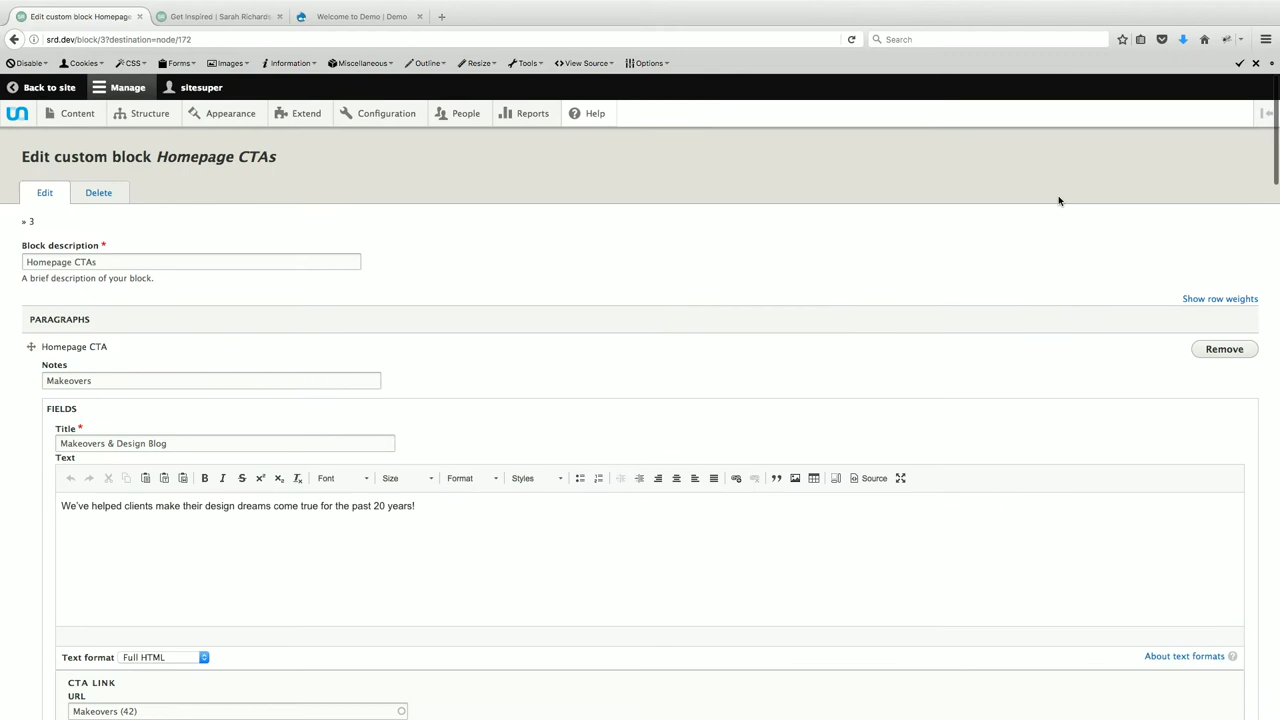 Edit custom block Homepage × Get Inspired | Sarah Richards × Welcome to Demo | Demo × +
srd.dev/block/3?destination=node/172 Search
Disable Cookies CSS Forms Images Information Miscellaneous Outline Resize Tools View Source Options
Back to site Manage sitesuper
Content Structure Appearance Extend Configuration People Reports Help
Edit custom block Homepage CTAs
Edit Delete
» 3
Block description *
Homepage CTAs
A brief description of your block.
Show row weights
PARAGRAPHS
Homepage CTA
Remove
Notes
Makeovers
FIELDS
Title *
Makeovers & Design Blog
Text
B I S x² x₂ Tx Font Size Format Styles Source
We've helped clients make their design dreams come true for the past 20 years!
Text format Full HTML About text formats ?
CTA LINK
URL
Makeovers (42)